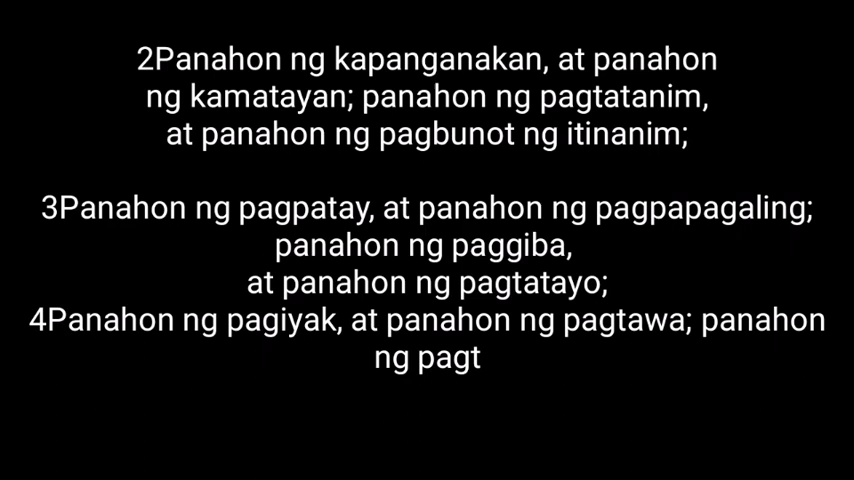 2Panahon ng kapanganakan, at panahon
ng kamatayan; panahon ng pagtatanim,
at panahon ng pagbunot ng itinanim;
3Panahon ng pagpatay, at panahon ng pagpapagaling;
panahon ng paggiba,
at panahon ng pagtatayo;
4Panahon ng pagiyak, at panahon ng pagtawa; panahon
ng pagt